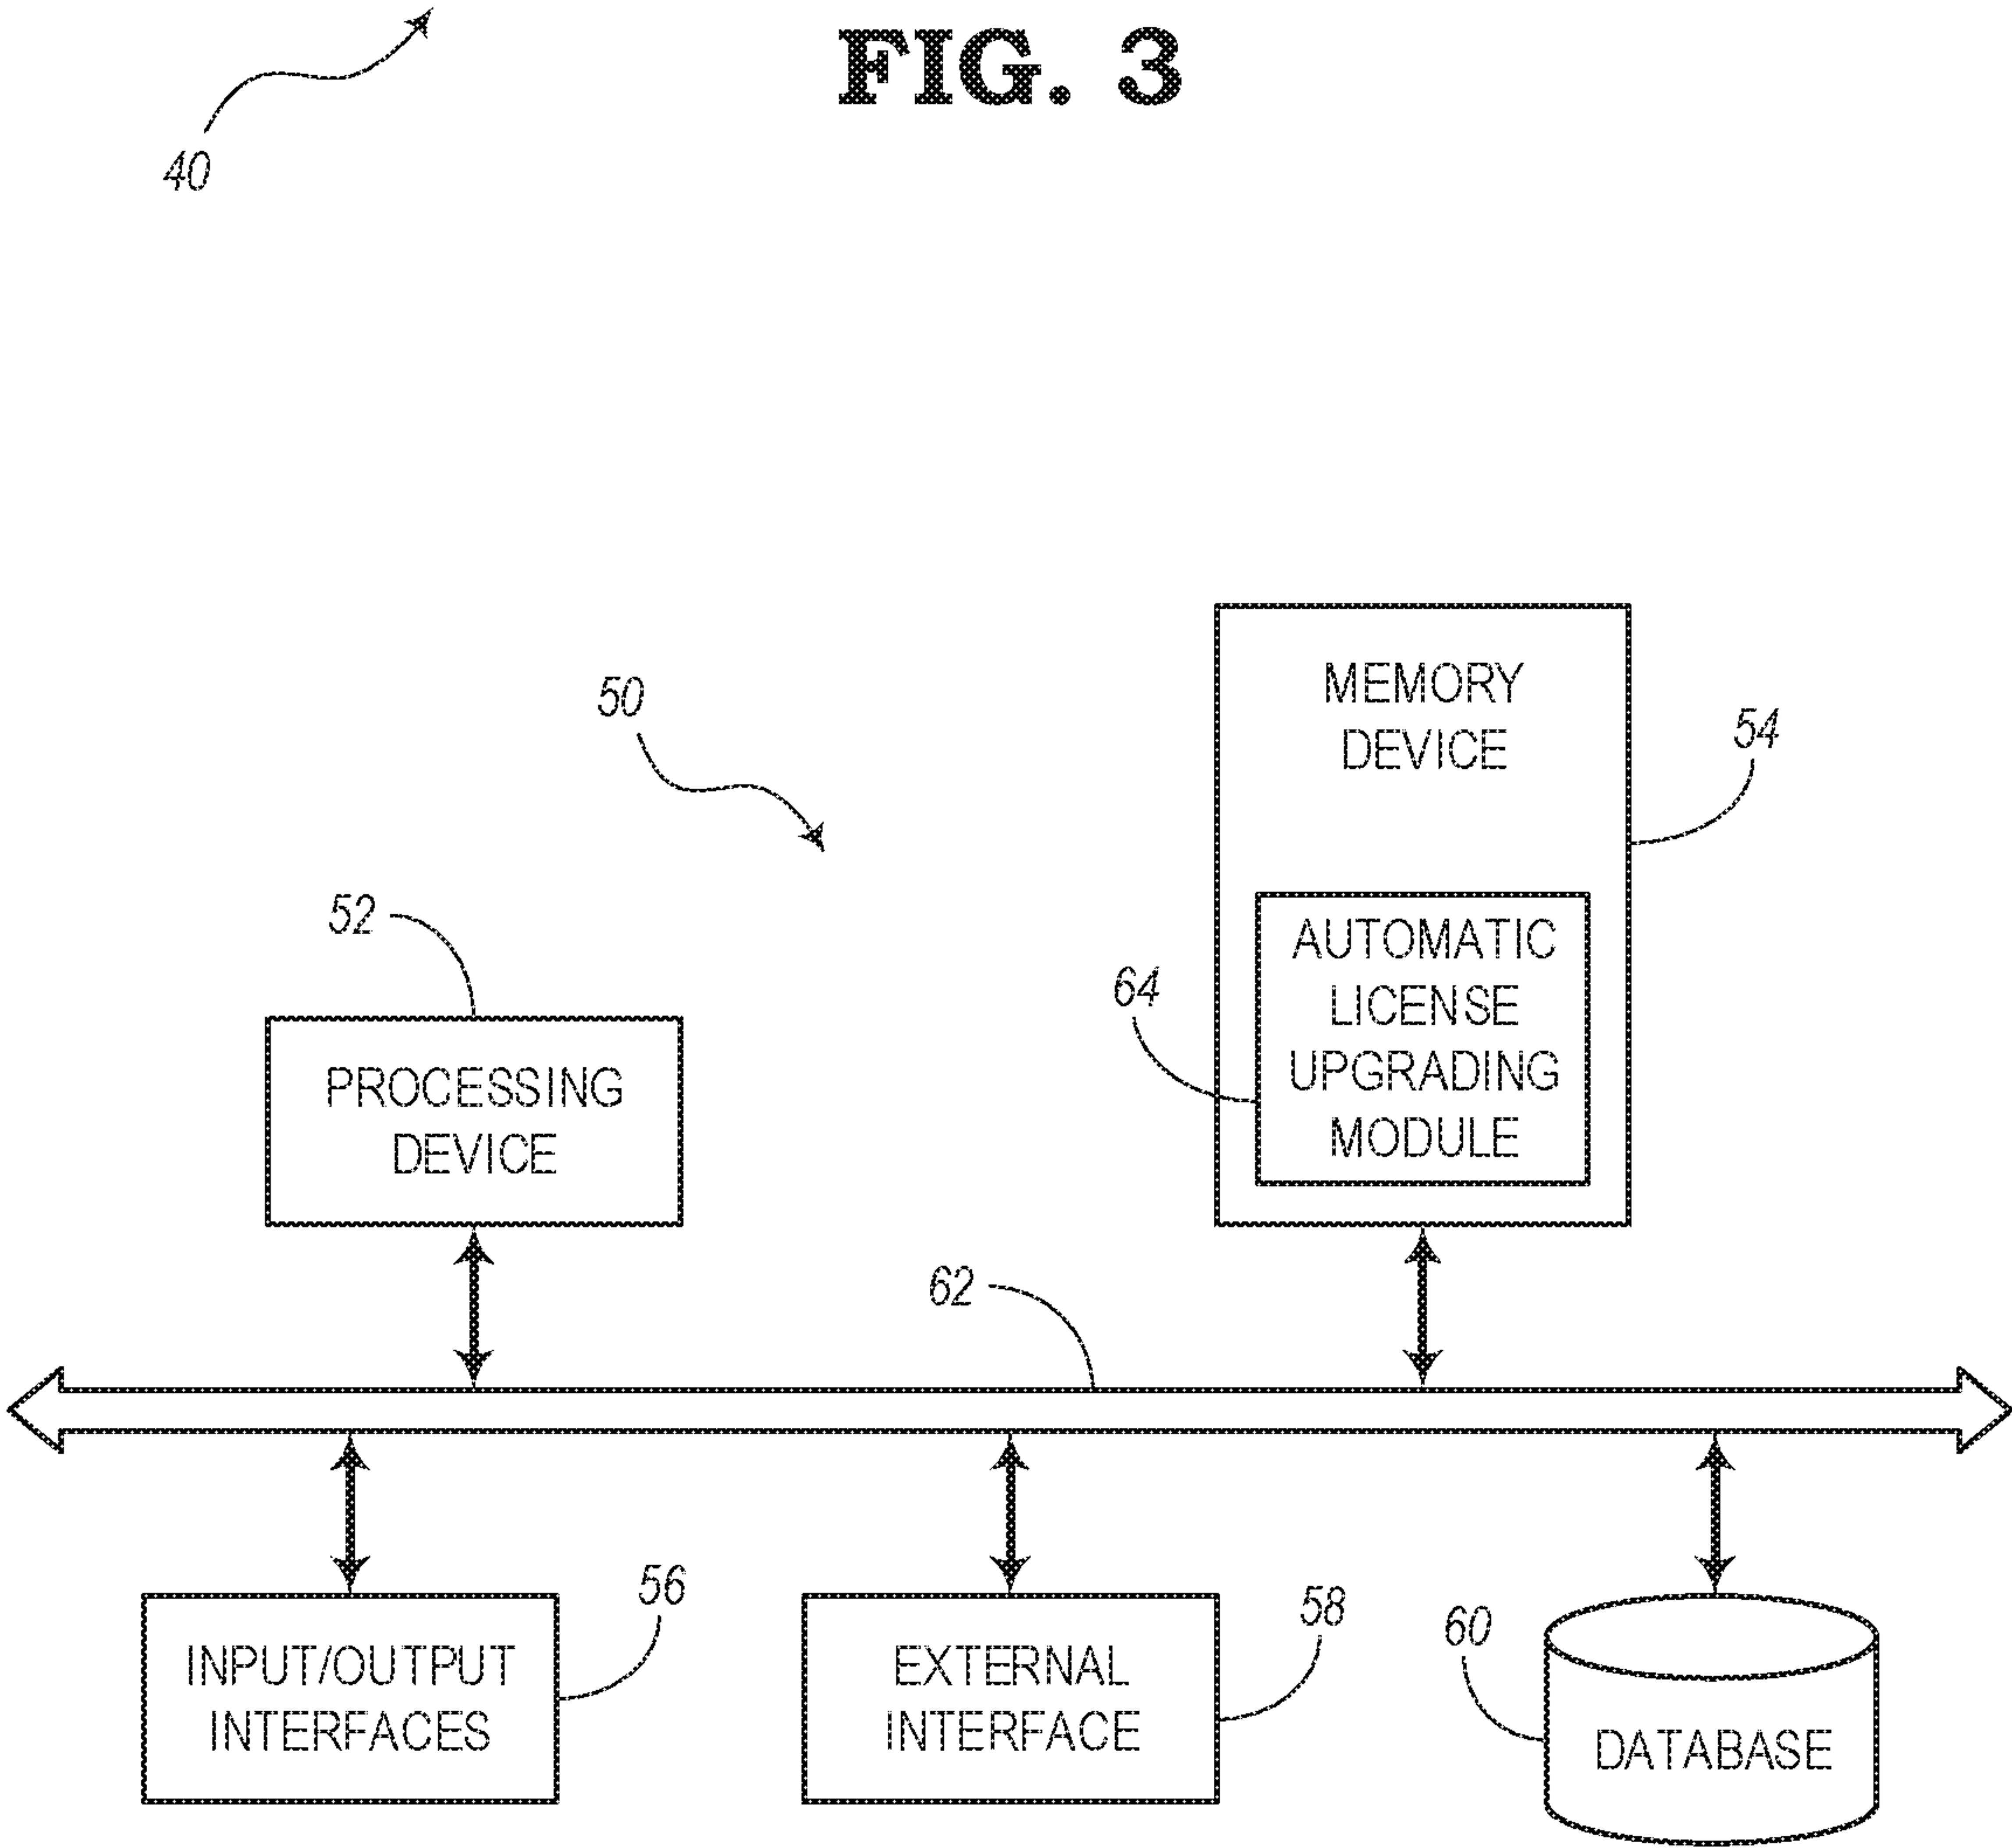 FIG. 3
40
50
MEMORY
DEVICE
54
52
PROCESSING
DEVICE
64
AUTOMATIC
LICENSE
UPGRADING
MODULE
62
INPUT/OUTPUT
INTERFACES
56
EXTERNAL
INTERFACE
58
60
DATABASE